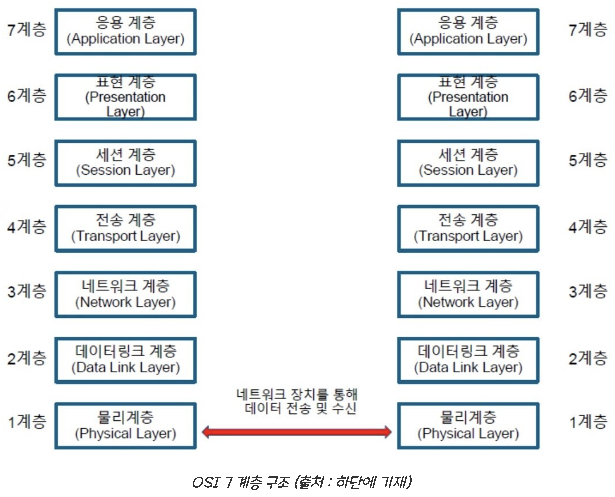 7계층
응용 계층
(Application Layer)
응용 계층
(Application Layer)
7계층
6계층
표현 계층
(Presentation
Layer)
표현 계층
(Presentation
Layer)
6계층
5계층
세션 계층
(Session Layer)
세션 계층
(Session Layer)
5계층
4계층
전송 계층
(Transport Layer)
전송 계층
(Transport Layer)
4계층
3계층
네트워크 계층
(Network Layer)
네트워크 계층
(Network Layer)
3계층
2계층
데이터링크 계층
(Data Link Layer)
데이터링크 계층
(Data Link Layer)
2계층
네트워크 장치를 통해
데이터 전송 및 수신
1계층
물리계층
(Physical Layer)
물리계층
(Physical Layer)
1계층
OSI 7 계층 구조 (출처 : 하단에 기재)